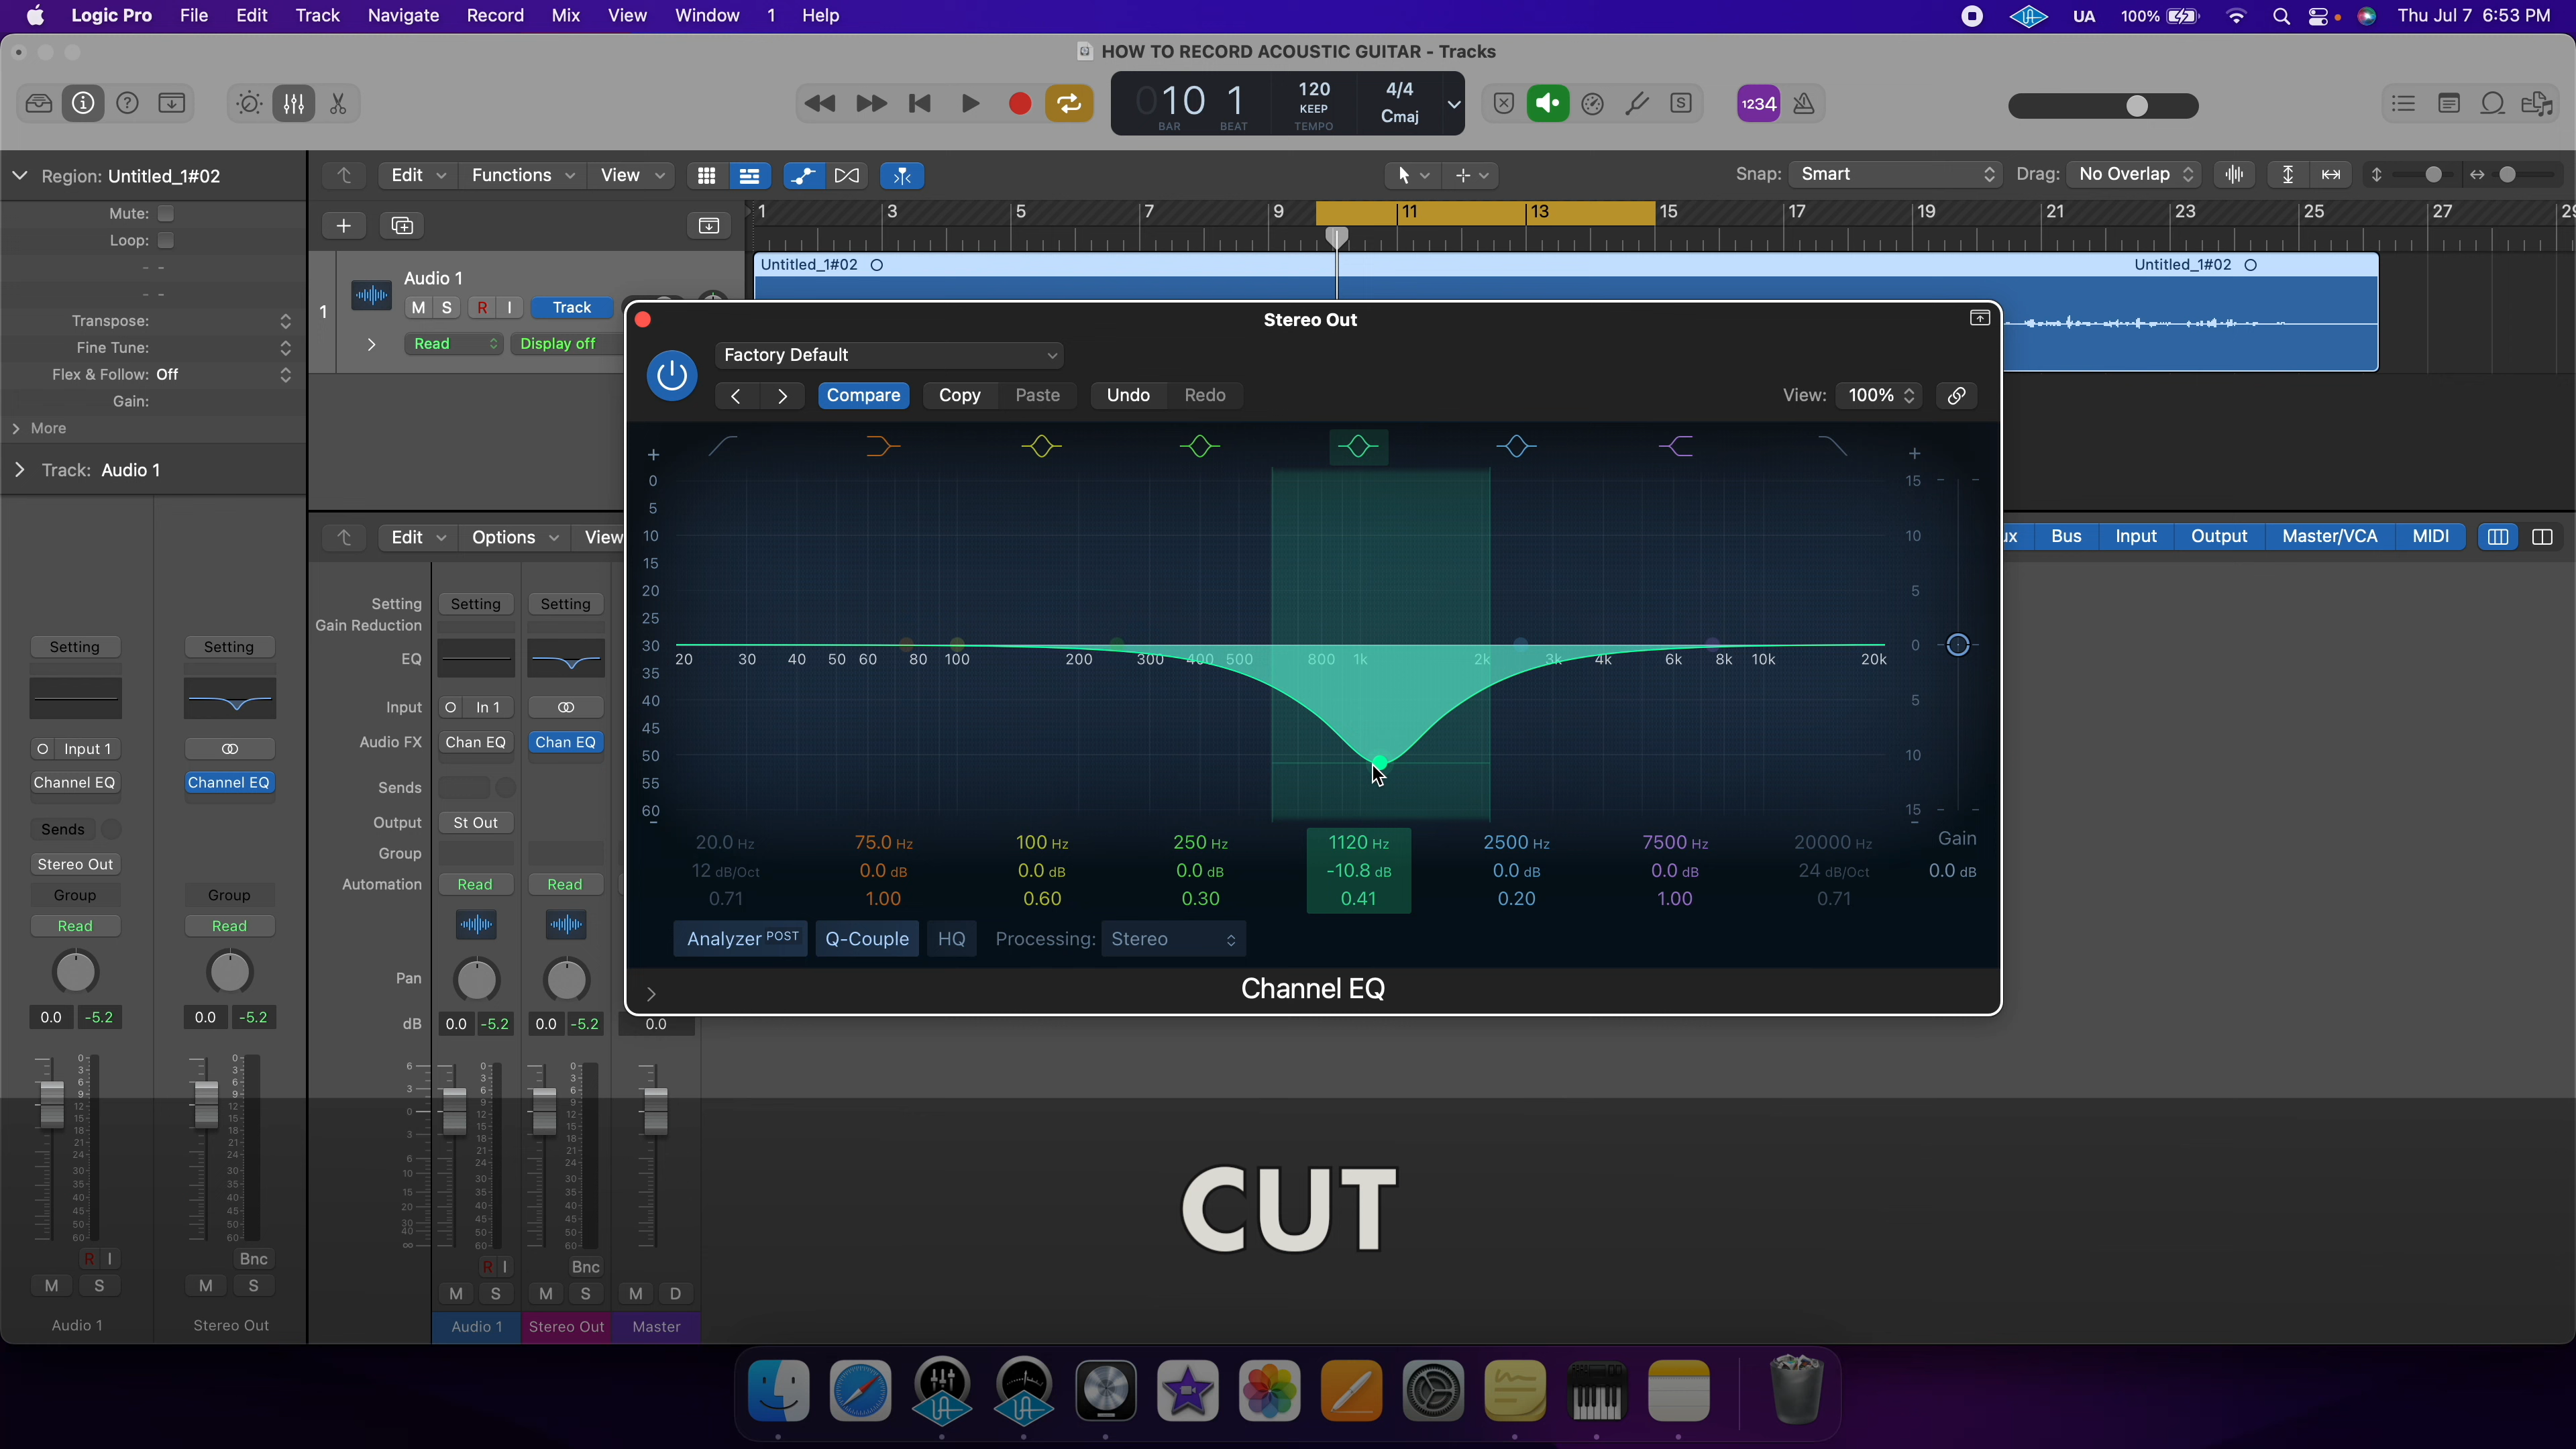 Logic Pro File Edit Track Navigate Record Mix View Window 1 Help
UA 100% Thu Jul 7 6:53 PM
HOW TO RECORD ACOUSTIC GUITAR - Tracks
010 1 120 4/4
KEEP Cmaj
BAR BEAT TEMPO
S 1234
Region: Untitled_1#02
Edit Functions View
Snap: Smart Drag: No Overlap
Mute:
Loop:
- -
- -
Transpose:
Fine Tune:
Flex & Follow: Off
Gain:
More
Track: Audio 1
1 3 5 7 9 11 13 15 17 19 21 23 25 27 29
Untitled_1#02 Untitled_1#02
1 Audio 1
M S R I Track
Read Display off
Stereo Out
Factory Default
Compare Copy Paste Undo Redo
View: 100%
+ +
0 15
5
10 10
15
20 5
25
30 0
35
40 5
45
50 10
55
60 15
20 30 40 50 60 80 100 200 300 400 500 800 1k 2k 3k 4k 6k 8k 10k 20k
20.0 Hz 75.0 Hz 100 Hz 250 Hz 1120 Hz 2500 Hz 7500 Hz 20000 Hz Gain
12 dB/Oct 0.0 dB 0.0 dB 0.0 dB -10.8 dB 0.0 dB 0.0 dB 24 dB/Oct 0.0 dB
0.71 1.00 0.60 0.30 0.41 0.20 1.00 0.71
Analyzer POST Q-Couple HQ Processing: Stereo
Channel EQ
Edit Options View
ux Bus Input Output Master/VCA MIDI
Setting Setting
Input 1
Channel EQ Channel EQ
Sends
Stereo Out
Group Group
Read Read
0.0 -5.2 0.0 -5.2
R I Bnc
M S M S
Audio 1 Stereo Out
Setting Setting Setting
Gain Reduction
EQ
Input In 1
Audio FX Chan EQ Chan EQ
Sends
Output St Out
Group
Automation Read Read
Pan
dB 0.0 -5.2 0.0 -5.2 0.0
R I Bnc
M S M S M D
Audio 1 Stereo Out Master
CUT